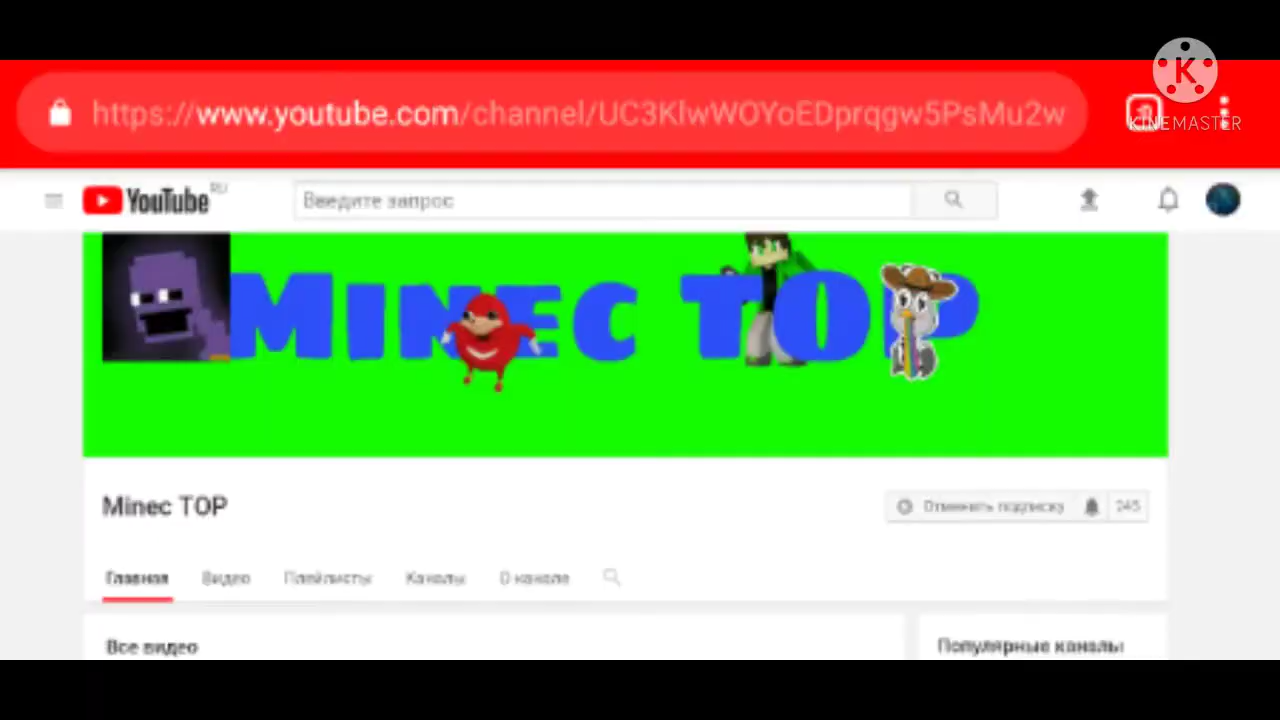 https://www.youtube.com/channel/UC3KlwWOYoEDprqgw5PsMu2w
KINEMASTER
YouTube RU
Введите запрос
MINEC TOP
Minec TOP
Отменить подписку 245
Главная Видео Плейлисты Каналы О канале
Все видео
Популярные каналы